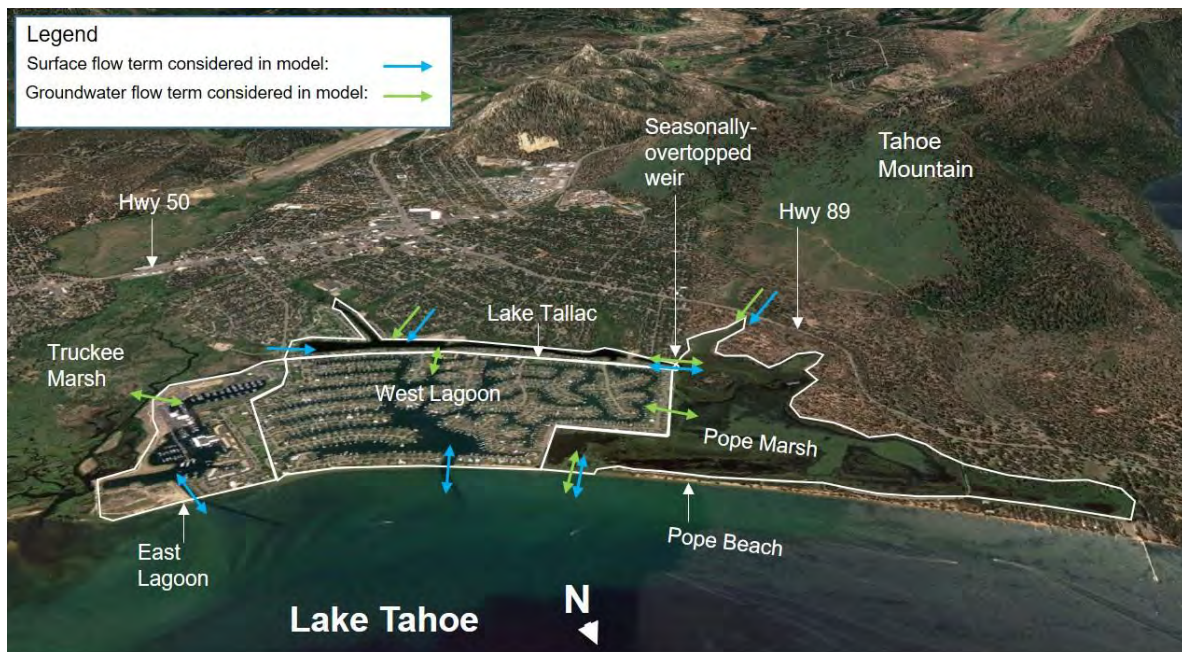 Legend
Surface flow term considered in model:
Groundwater flow term considered in model:
Seasonally-
overtopped
weir
Tahoe
Mountain
Hwy 50
Hwy 89
Lake Tallac
Truckee
Marsh
West Lagoon
Pope Marsh
East
Lagoon
Pope Beach
Lake Tahoe
N